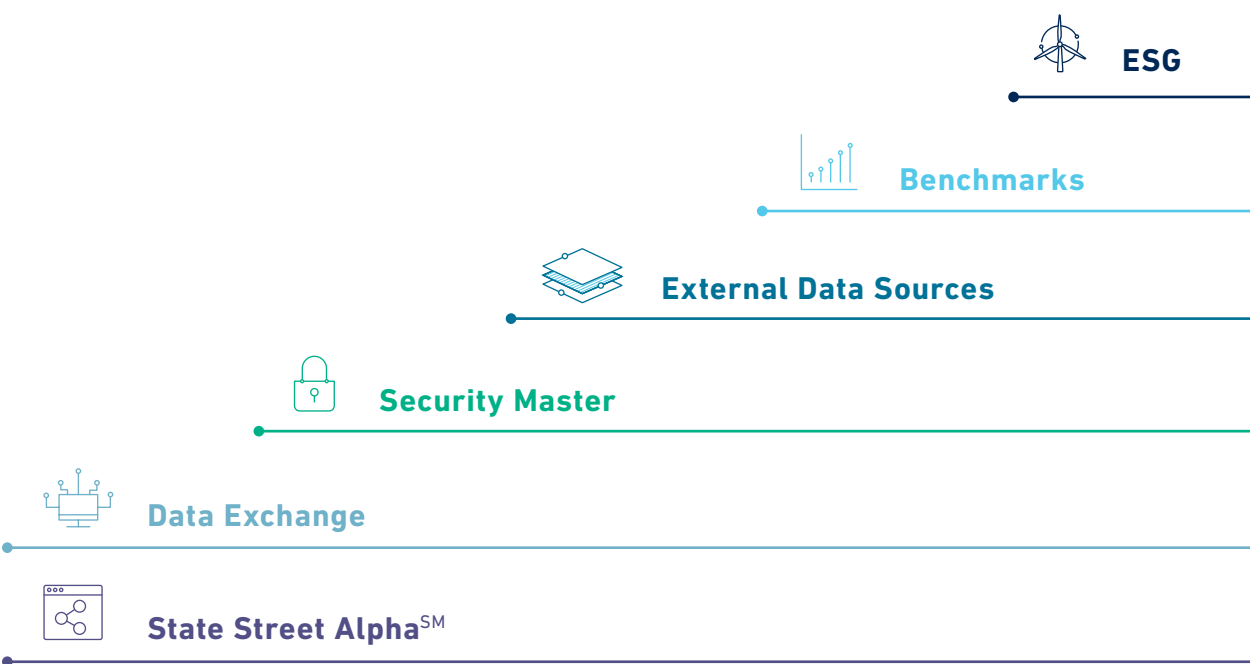 ESG
Benchmarks
External Data Sources
Security Master
Data Exchange
State Street Alpha℠